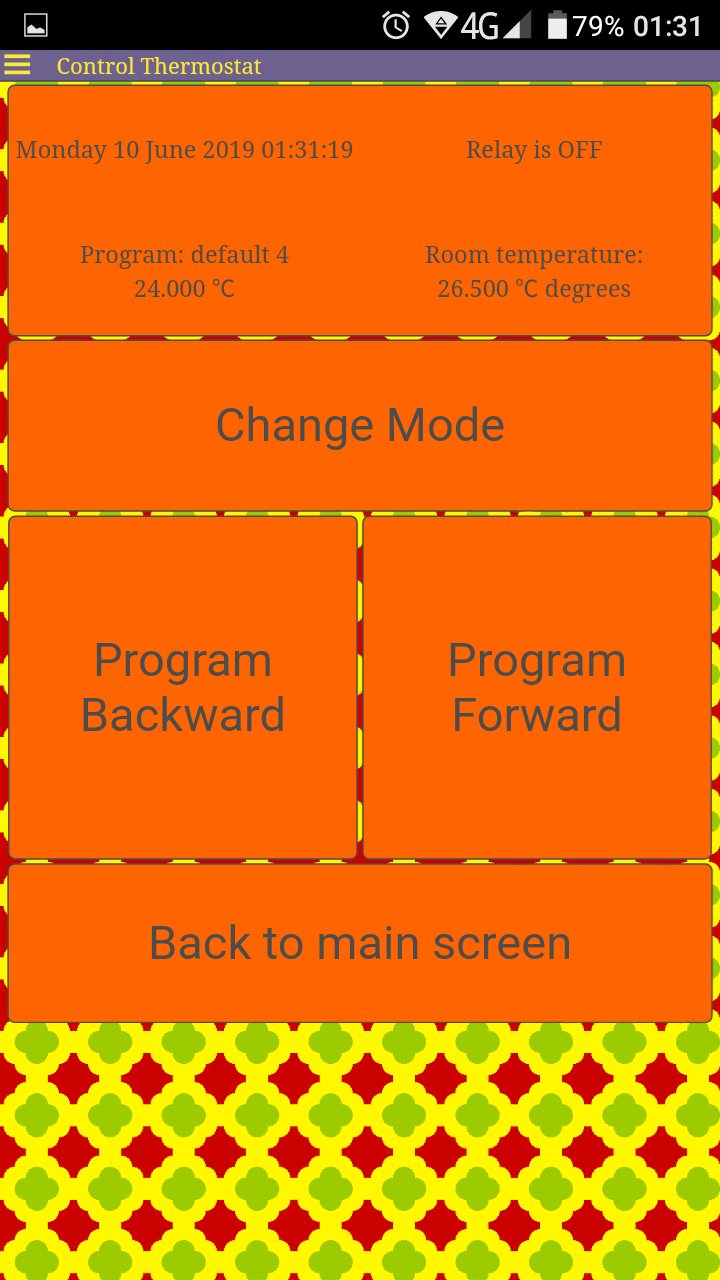 4G 79% 01:31
Control Thermostat
Monday 10 June 2019 01:31:19
Relay is OFF
Program: default 4
24.000 °C
Room temperature:
26.500 °C degrees
Change Mode
Program
Backward
Program
Forward
Back to main screen